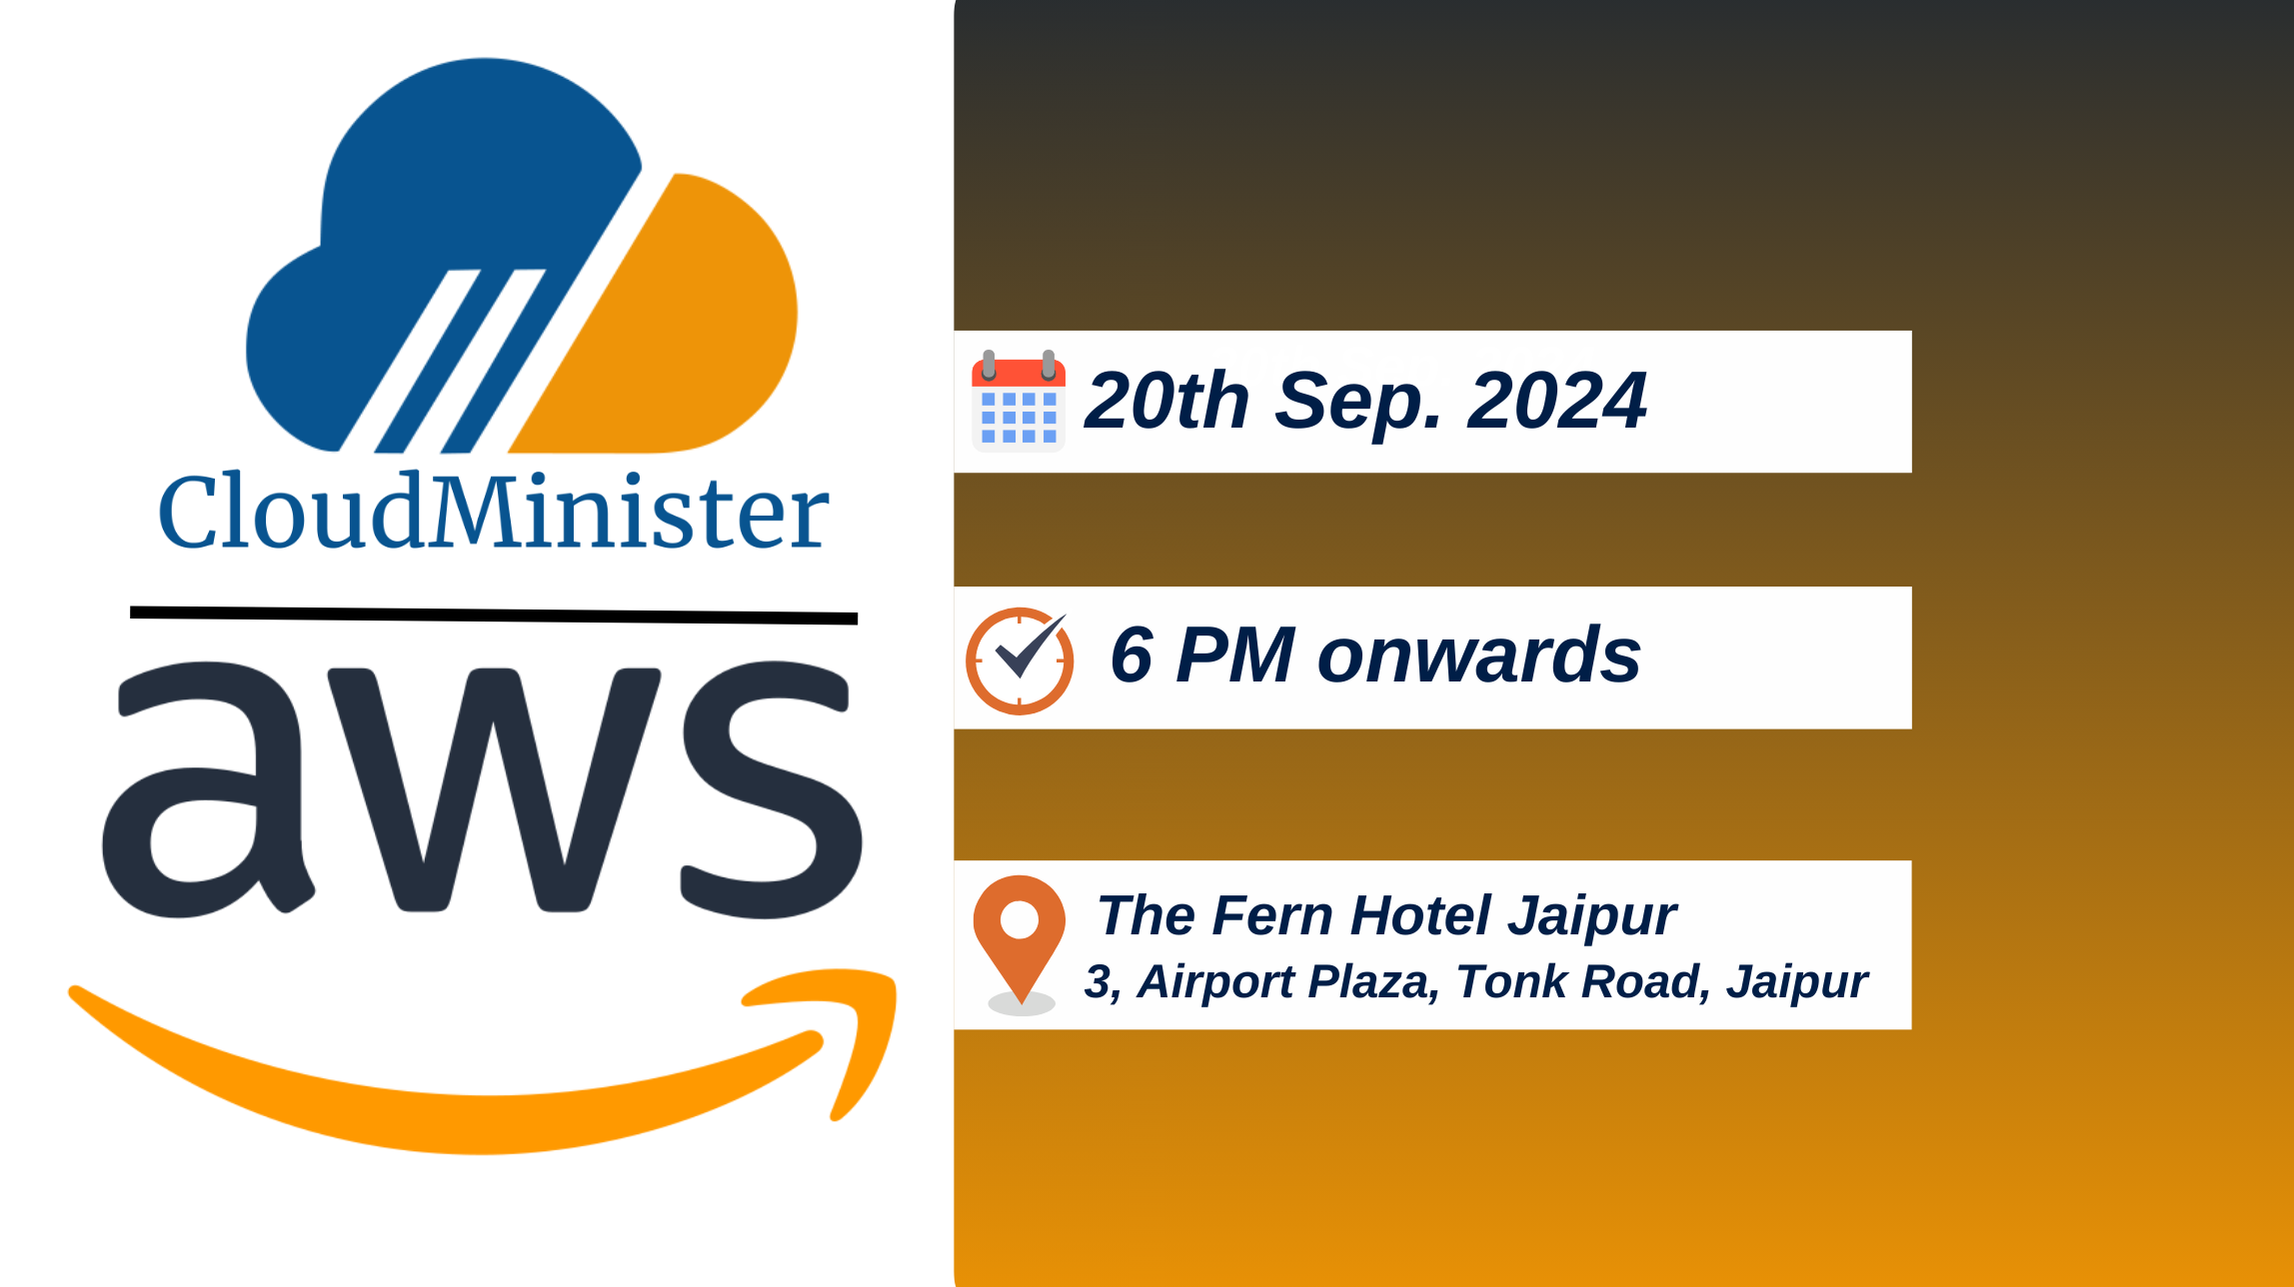 CloudMinister
aws
20th Sep. 2024
6 PM onwards
The Fern Hotel Jaipur
3, Airport Plaza, Tonk Road, Jaipur